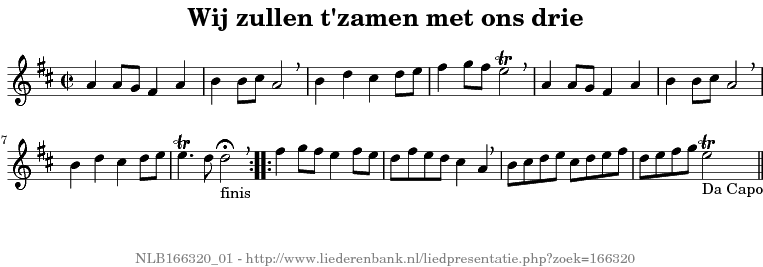 Wij zullen t'zamen met ons drie
7
finis
Da Capo
NLB166320_01 - http://www.liederenbank.nl/liedpresentatie.php?zoek=166320